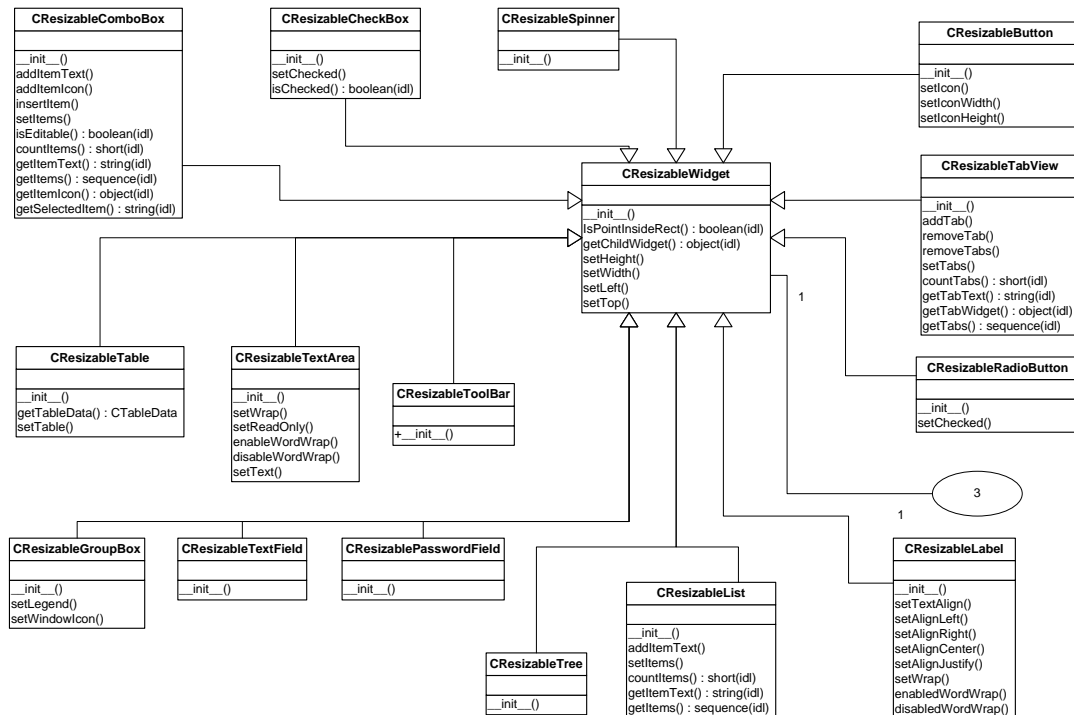 CResizableComboBox
__init__()
addItemText()
addItemIcon()
insertItem()
setItems()
isEditable() : boolean(idl)
countItems() : short(idl)
getItemText() : string(idl)
getItems() : sequence(idl)
getItemIcon() : object(idl)
getSelectedItem() : string(idl)
CResizableCheckBox
__init__()
setChecked()
isChecked() : boolean(idl)
CResizableSpinner
__init__()
CResizableButton
__init__()
setIcon()
setIconWidth()
setIconHeight()
CResizableWidget
__init__()
IsPointInsideRect() : boolean(idl)
getChildWidget() : object(idl)
setHeight()
setWidth()
setLeft()
setTop()
CResizableTabView
__init__()
addTab()
removeTab()
removeTabs()
setTabs()
countTabs() : short(idl)
getTabText() : string(idl)
getTabWidget() : object(idl)
getTabs() : sequence(idl)
1
CResizableTable
__init__()
getTableData() : CTableData
setTable()
CResizableTextArea
__init__()
setWrap()
setReadOnly()
enableWordWrap()
disableWordWrap()
setText()
CResizableToolBar
+__init__()
CResizableRadioButton
__init__()
setChecked()
3
1
CResizableGroupBox
__init__()
setLegend()
setWindowIcon()
CResizableTextField
__init__()
CResizablePasswordField
__init__()
CResizableTree
__init__()
CResizableList
__init__()
addItemText()
setItems()
countItems() : short(idl)
getItemText() : string(idl)
getItems() : sequence(idl)
CResizableLabel
__init__()
setTextAlign()
setAlignLeft()
setAlignRight()
setAlignCenter()
setAlignJustify()
setWrap()
enabledWordWrap()
disabledWordWrap()